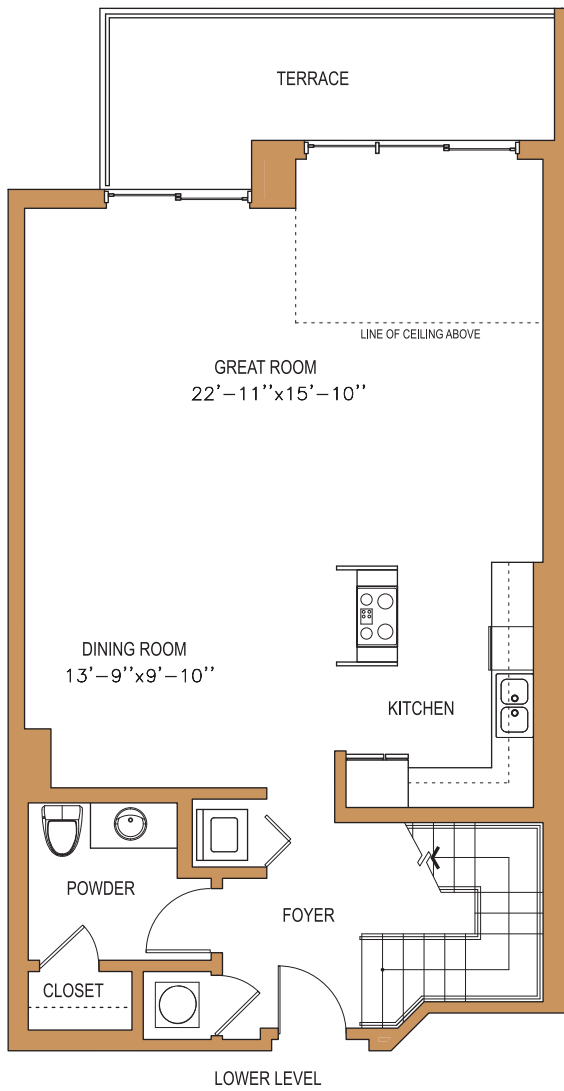 TERRACE
LINE OF CEILING ABOVE
GREAT ROOM
22'-11''x15'-10''
DINING ROOM
13'-9''x9'-10''
KITCHEN
POWDER
FOYER
CLOSET
LOWER LEVEL